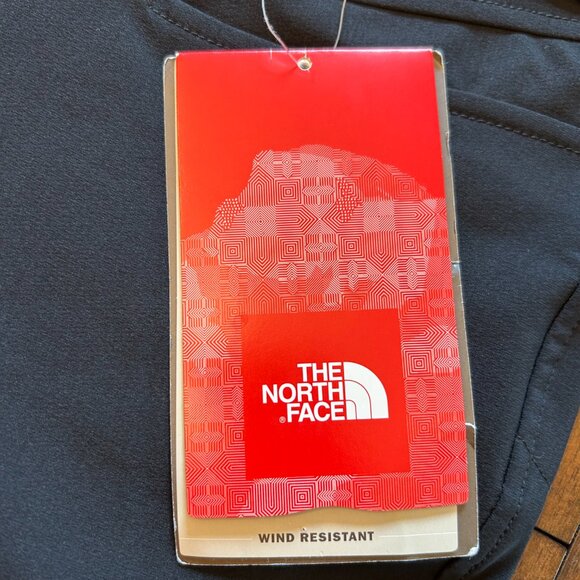 THE
NORTH
® FACE
WIND RESISTANT